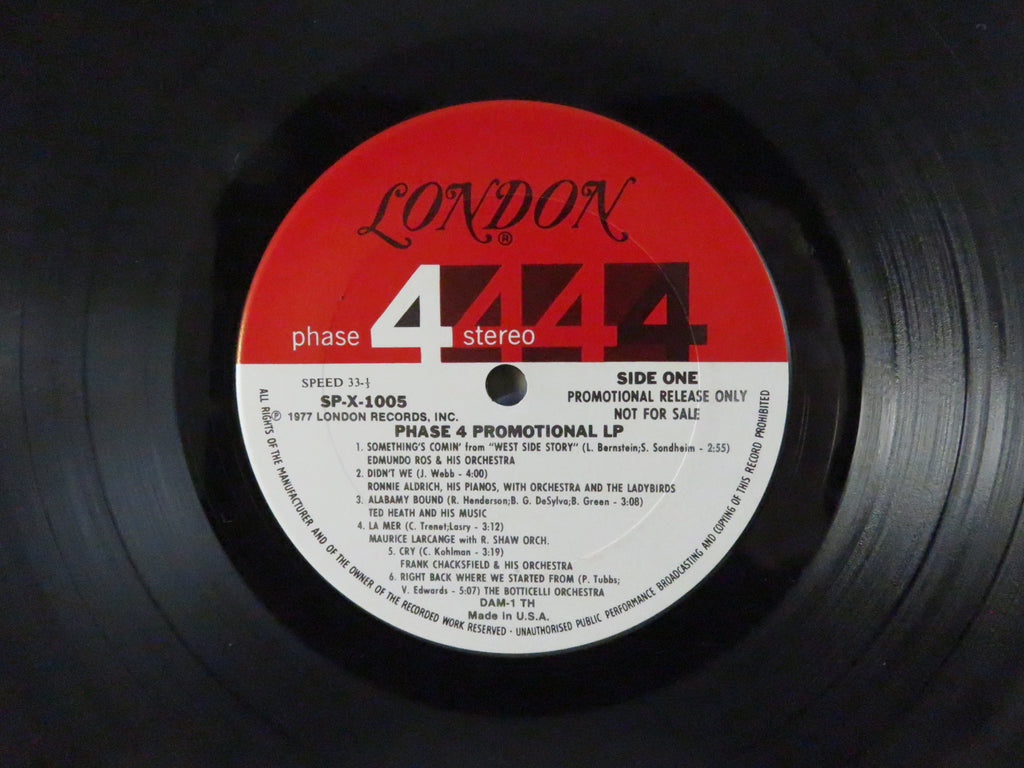 LONDON
®
phase 4 stereo 4 4 4
SPEED 33-⅓
SIDE ONE
SP-X-1005
PROMOTIONAL RELEASE ONLY
℗ 1977 LONDON RECORDS, INC.
NOT FOR SALE
PHASE 4 PROMOTIONAL LP
1. SOMETHING'S COMIN' from "WEST SIDE STORY" (L. Bernstein;S. Sondheim - 2:55)
EDMUNDO ROS & HIS ORCHESTRA
2. DIDN'T WE (J. Webb - 4:00)
RONNIE ALDRICH, HIS PIANOS, WITH ORCHESTRA AND THE LADYBIRDS
3. ALABAMY BOUND (R. Henderson;B. G. DeSylva;B. Green - 3:08)
TED HEATH AND HIS MUSIC
4. LA MER (C. Trenet;Lasry - 3:12)
MAURICE LARCANGE with R. SHAW ORCH.
5. CRY (C. Kohlman - 3:19)
FRANK CHACKSFIELD & HIS ORCHESTRA
6. RIGHT BACK WHERE WE STARTED FROM (P. Tubbs;
V. Edwards - 5:07) THE BOTTICELLI ORCHESTRA
DAM-1 TH
Made in U.S.A.
ALL RIGHTS OF THE MANUFACTURER AND OF THE OWNER OF THE RECORDED WORK RESERVED · UNAUTHORISED PUBLIC PERFORMANCE BROADCASTING AND COPYING OF THIS RECORD PROHIBITED